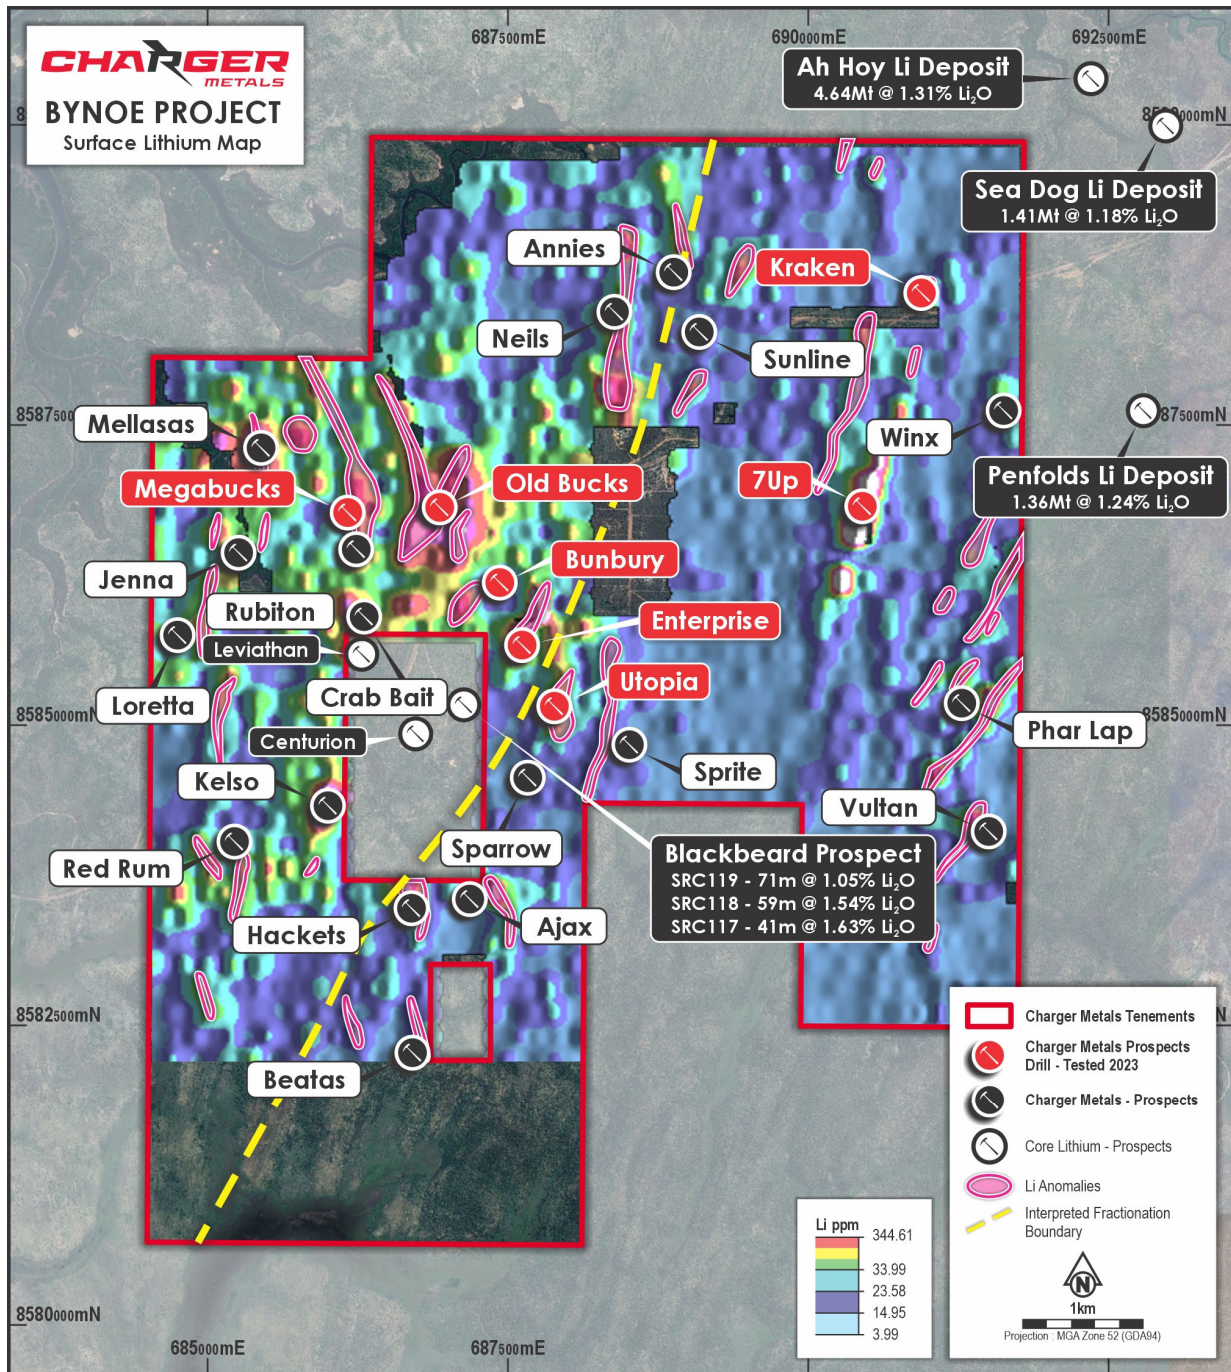 CHARGER
METALS
BYNOE PROJECT
Surface Lithium Map
687500mE
690000mE
692500mE
Ah Hoy Li Deposit
4.64Mt @ 1.31% Li2O
Sea Dog Li Deposit
1.41Mt @ 1.18% Li2O
Annies
Kraken
Neils
Sunline
8587500mN
87500mN
Mellasas
Winx
Megabucks
Old Bucks
7Up
Penfolds Li Deposit
1.36Mt @ 1.24% Li2O
Jenna
Bunbury
Rubiton
Enterprise
Leviathan
Loretta
Crab Bait
Utopia
8585000mN
8585000mN
Centurion
Phar Lap
Kelso
Sprite
Vultan
Red Rum
Sparrow
Blackbeard Prospect
SRC119 - 71m @ 1.05% Li2O
SRC118 - 59m @ 1.54% Li2O
SRC117 - 41m @ 1.63% Li2O
Hackets
Ajax
8582500mN
Beatas
Charger Metals Tenements
Charger Metals Prospects
Drill - Tested 2023
Charger Metals - Prospects
Core Lithium - Prospects
Li Anomalies
Interpreted Fractionation
Boundary
N
1km
Projection : MGA Zone 52 (GDA94)
Li ppm
344.61
33.99
23.58
14.95
3.99
8580000mN
685000mE
687500mE